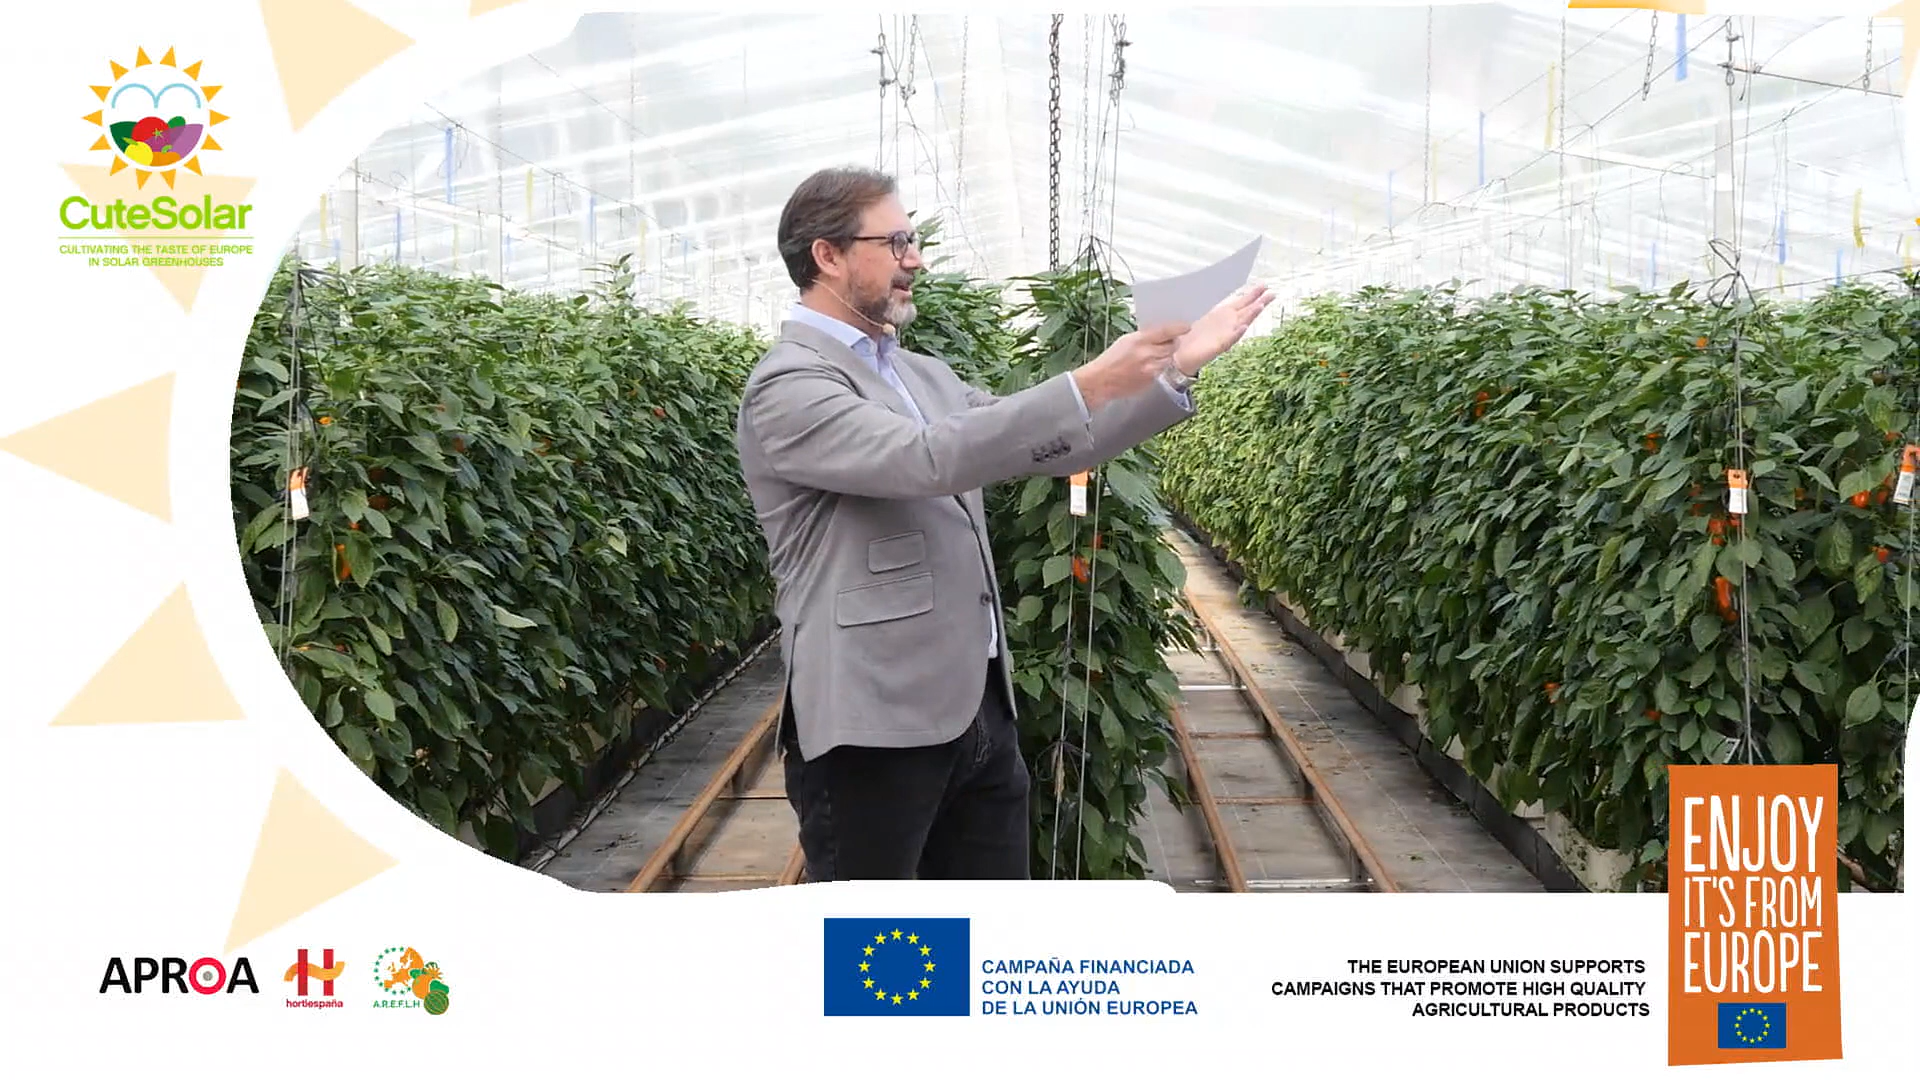 CuteSolar
CULTIVATING THE TASTE OF EUROPE
IN SOLAR GREENHOUSES
APROA
hortiespaña
A.R.E.F.L.H
CAMPAÑA FINANCIADA
CON LA AYUDA
DE LA UNIÓN EUROPEA
THE EUROPEAN UNION SUPPORTS
CAMPAIGNS THAT PROMOTE HIGH QUALITY
AGRICULTURAL PRODUCTS
ENJOY
IT'S FROM
EUROPE